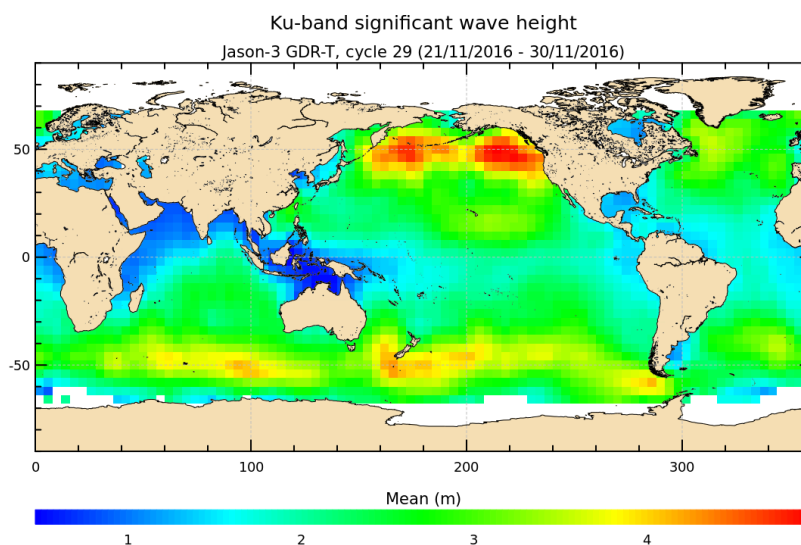 Ku-band significant wave height
Jason-3 GDR-T, cycle 29 (21/11/2016 - 30/11/2016)
50
0
-50
0 100 200 300
Mean (m)
1 2 3 4